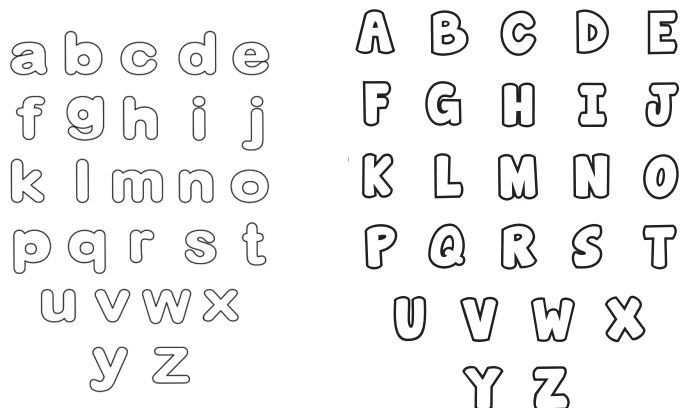 a b c d e
f g h i j
k l m n o
p q r s t
u v w x
y z
A B C D E
F G H I J
K L M N O
P Q R S T
U V W X
Y Z